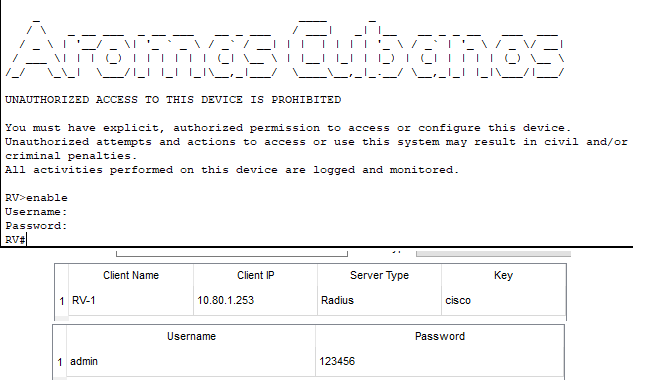 Aromas Cubanos
UNAUTHORIZED ACCESS TO THIS DEVICE IS PROHIBITED
You must have explicit, authorized permission to access or configure this device.
Unauthorized attempts and actions to access or use this system may result in civil and/or
criminal penalties.
All activities performed on this device are logged and monitored.
RV>enable
Username:
Password:
RV#
Client Name Client IP Server Type Key
1 RV-1 10.80.1.253 Radius cisco
Username Password
1 admin 123456